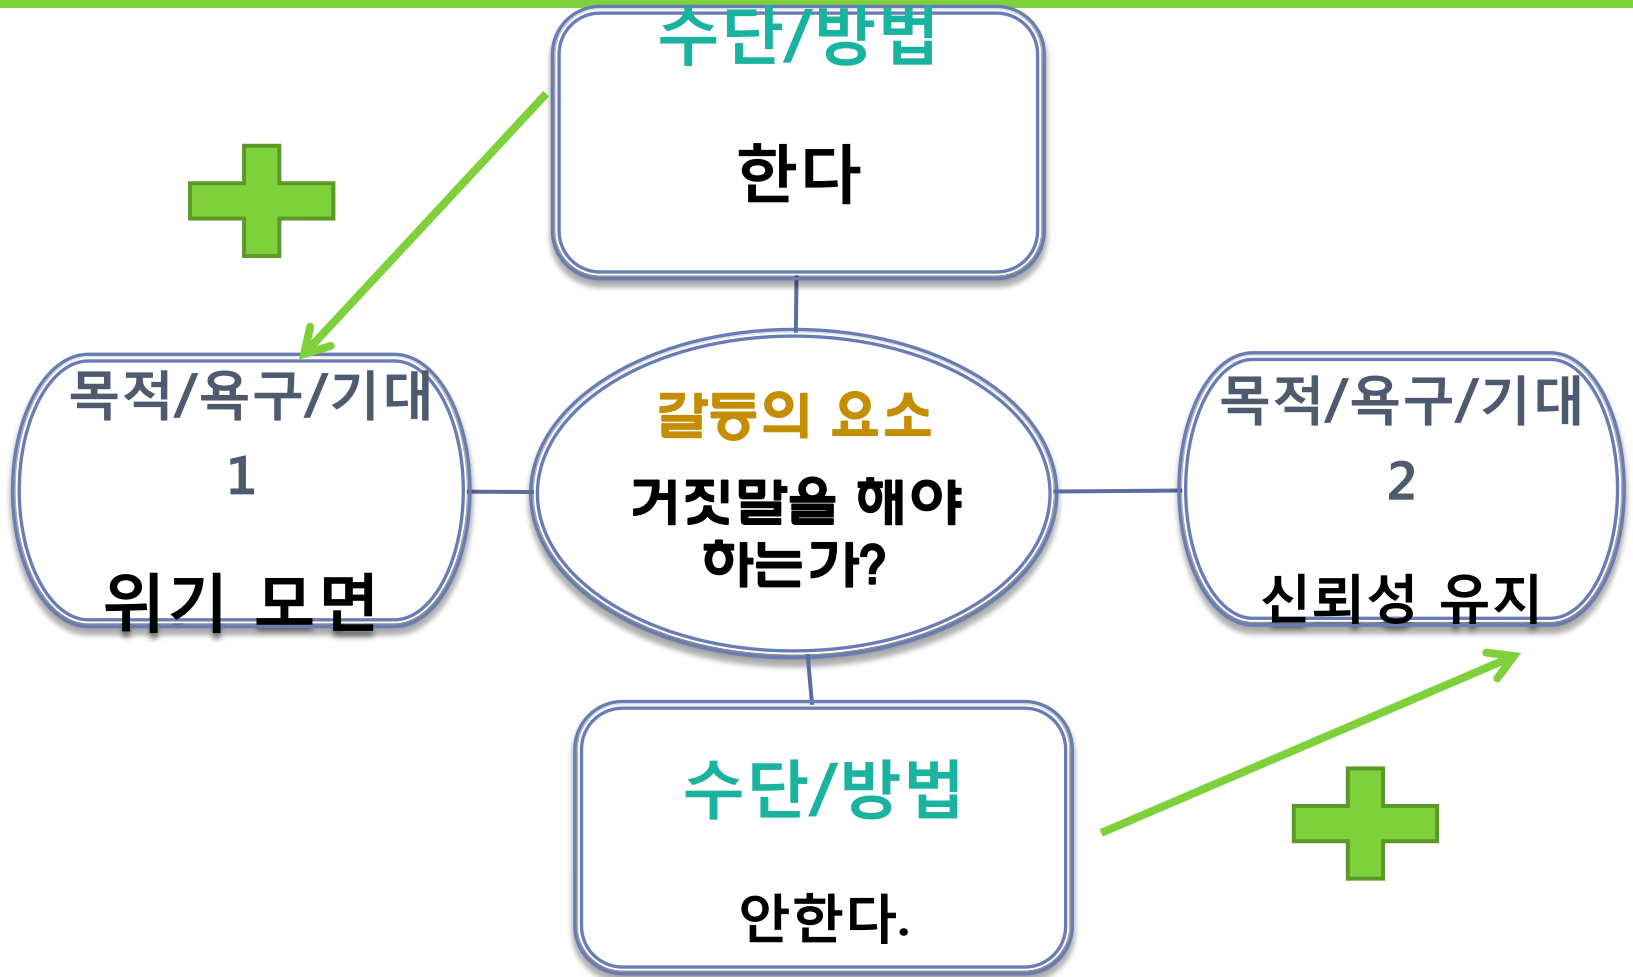 수단/방법
한다
목적/욕구/기대
1
위기 모면
갈등의 요소
거짓말을 해야
하는가?
목적/욕구/기대
2
신뢰성 유지
수단/방법
안한다.